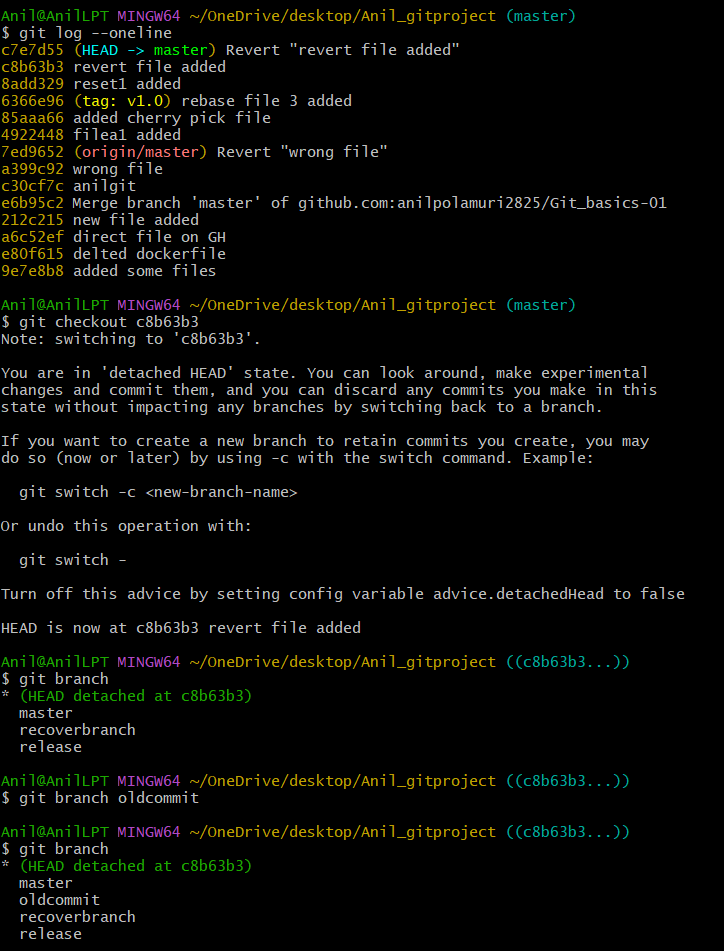 Anil@AnilLPT MINGW64 ~/OneDrive/desktop/Anil_gitproject (master)
$ git log --oneline
c7e7d55 (HEAD -> master) Revert "revert file added"
c8b63b3 revert file added
8add329 reset1 added
6366e96 (tag: v1.0) rebase file 3 added
85aaa66 added cherry pick file
4922448 filea1 added
7ed9652 (origin/master) Revert "wrong file"
a399c92 wrong file
c30cf7c anilgit
e6b95c2 Merge branch 'master' of github.com:anilpolamuri2825/Git_basics-01
212c215 new file added
a6c52ef direct file on GH
e80f615 delted dockerfile
9e7e8b8 added some files
Anil@AnilLPT MINGW64 ~/OneDrive/desktop/Anil_gitproject (master)
$ git checkout c8b63b3
Note: switching to 'c8b63b3'.
You are in 'detached HEAD' state. You can look around, make experimental
changes and commit them, and you can discard any commits you make in this
state without impacting any branches by switching back to a branch.
If you want to create a new branch to retain commits you create, you may
do so (now or later) by using -c with the switch command. Example:
git switch -c <new-branch-name>
Or undo this operation with:
git switch -
Turn off this advice by setting config variable advice.detachedHead to false
HEAD is now at c8b63b3 revert file added
Anil@AnilLPT MINGW64 ~/OneDrive/desktop/Anil_gitproject ((c8b63b3...))
$ git branch
* (HEAD detached at c8b63b3)
master
recoverbranch
release
Anil@AnilLPT MINGW64 ~/OneDrive/desktop/Anil_gitproject ((c8b63b3...))
$ git branch oldcommit
Anil@AnilLPT MINGW64 ~/OneDrive/desktop/Anil_gitproject ((c8b63b3...))
$ git branch
* (HEAD detached at c8b63b3)
master
oldcommit
recoverbranch
release